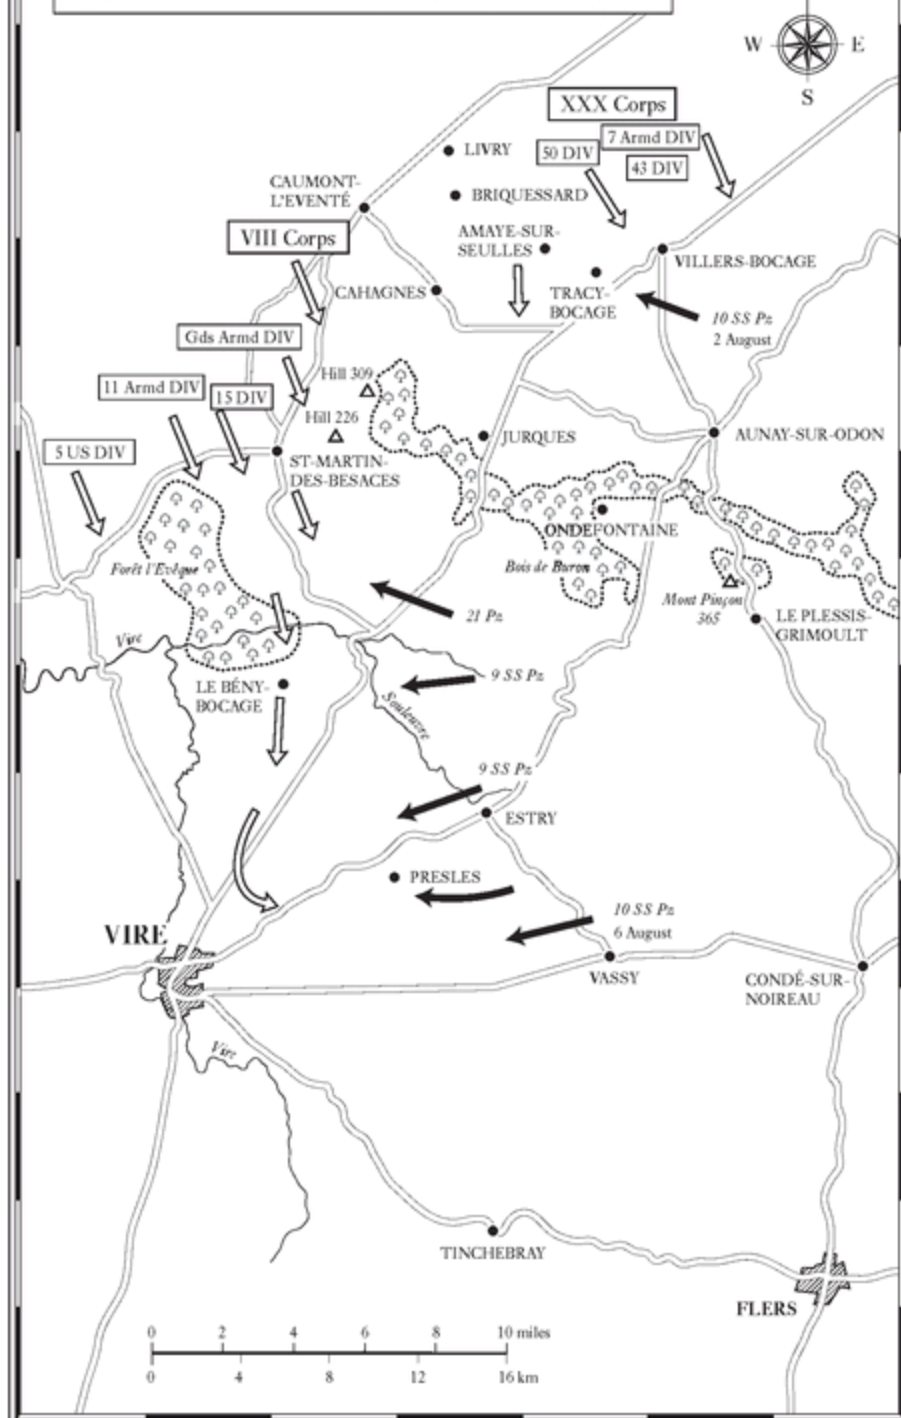 W E
S
XXX Corps
7 Armd DIV
50 DIV
43 DIV
LIVRY
BRIQUESSARD
CAUMONT-
L'EVENTÉ
AMAYE-SUR-
SEULLES
VIII Corps
VILLERS-BOCAGE
CAHAGNES
TRACY-
BOCAGE
10 SS Pz
2 August
Gds Armd DIV
Hill 309
11 Armd DIV
15 DIV
Hill 226
JURQUES
AUNAY-SUR-ODON
5 US DIV
ST-MARTIN-
DES-BESACES
ONDEFONTAINE
Forêt l'Evêque
Bois de Buron
Mont Pinçon
365
21 Pz
LE PLESSIS-
GRIMOULT
Vire
9 SS Pz
LE BÉNY-
BOCAGE
Souleuvre
9 SS Pz
ESTRY
PRESLES
10 SS Pz
6 August
VIRE
VASSY
CONDÉ-SUR-
NOIREAU
Vire
TINCHEBRAY
FLERS
0 2 4 6 8 10 miles
0 4 8 12 16 km